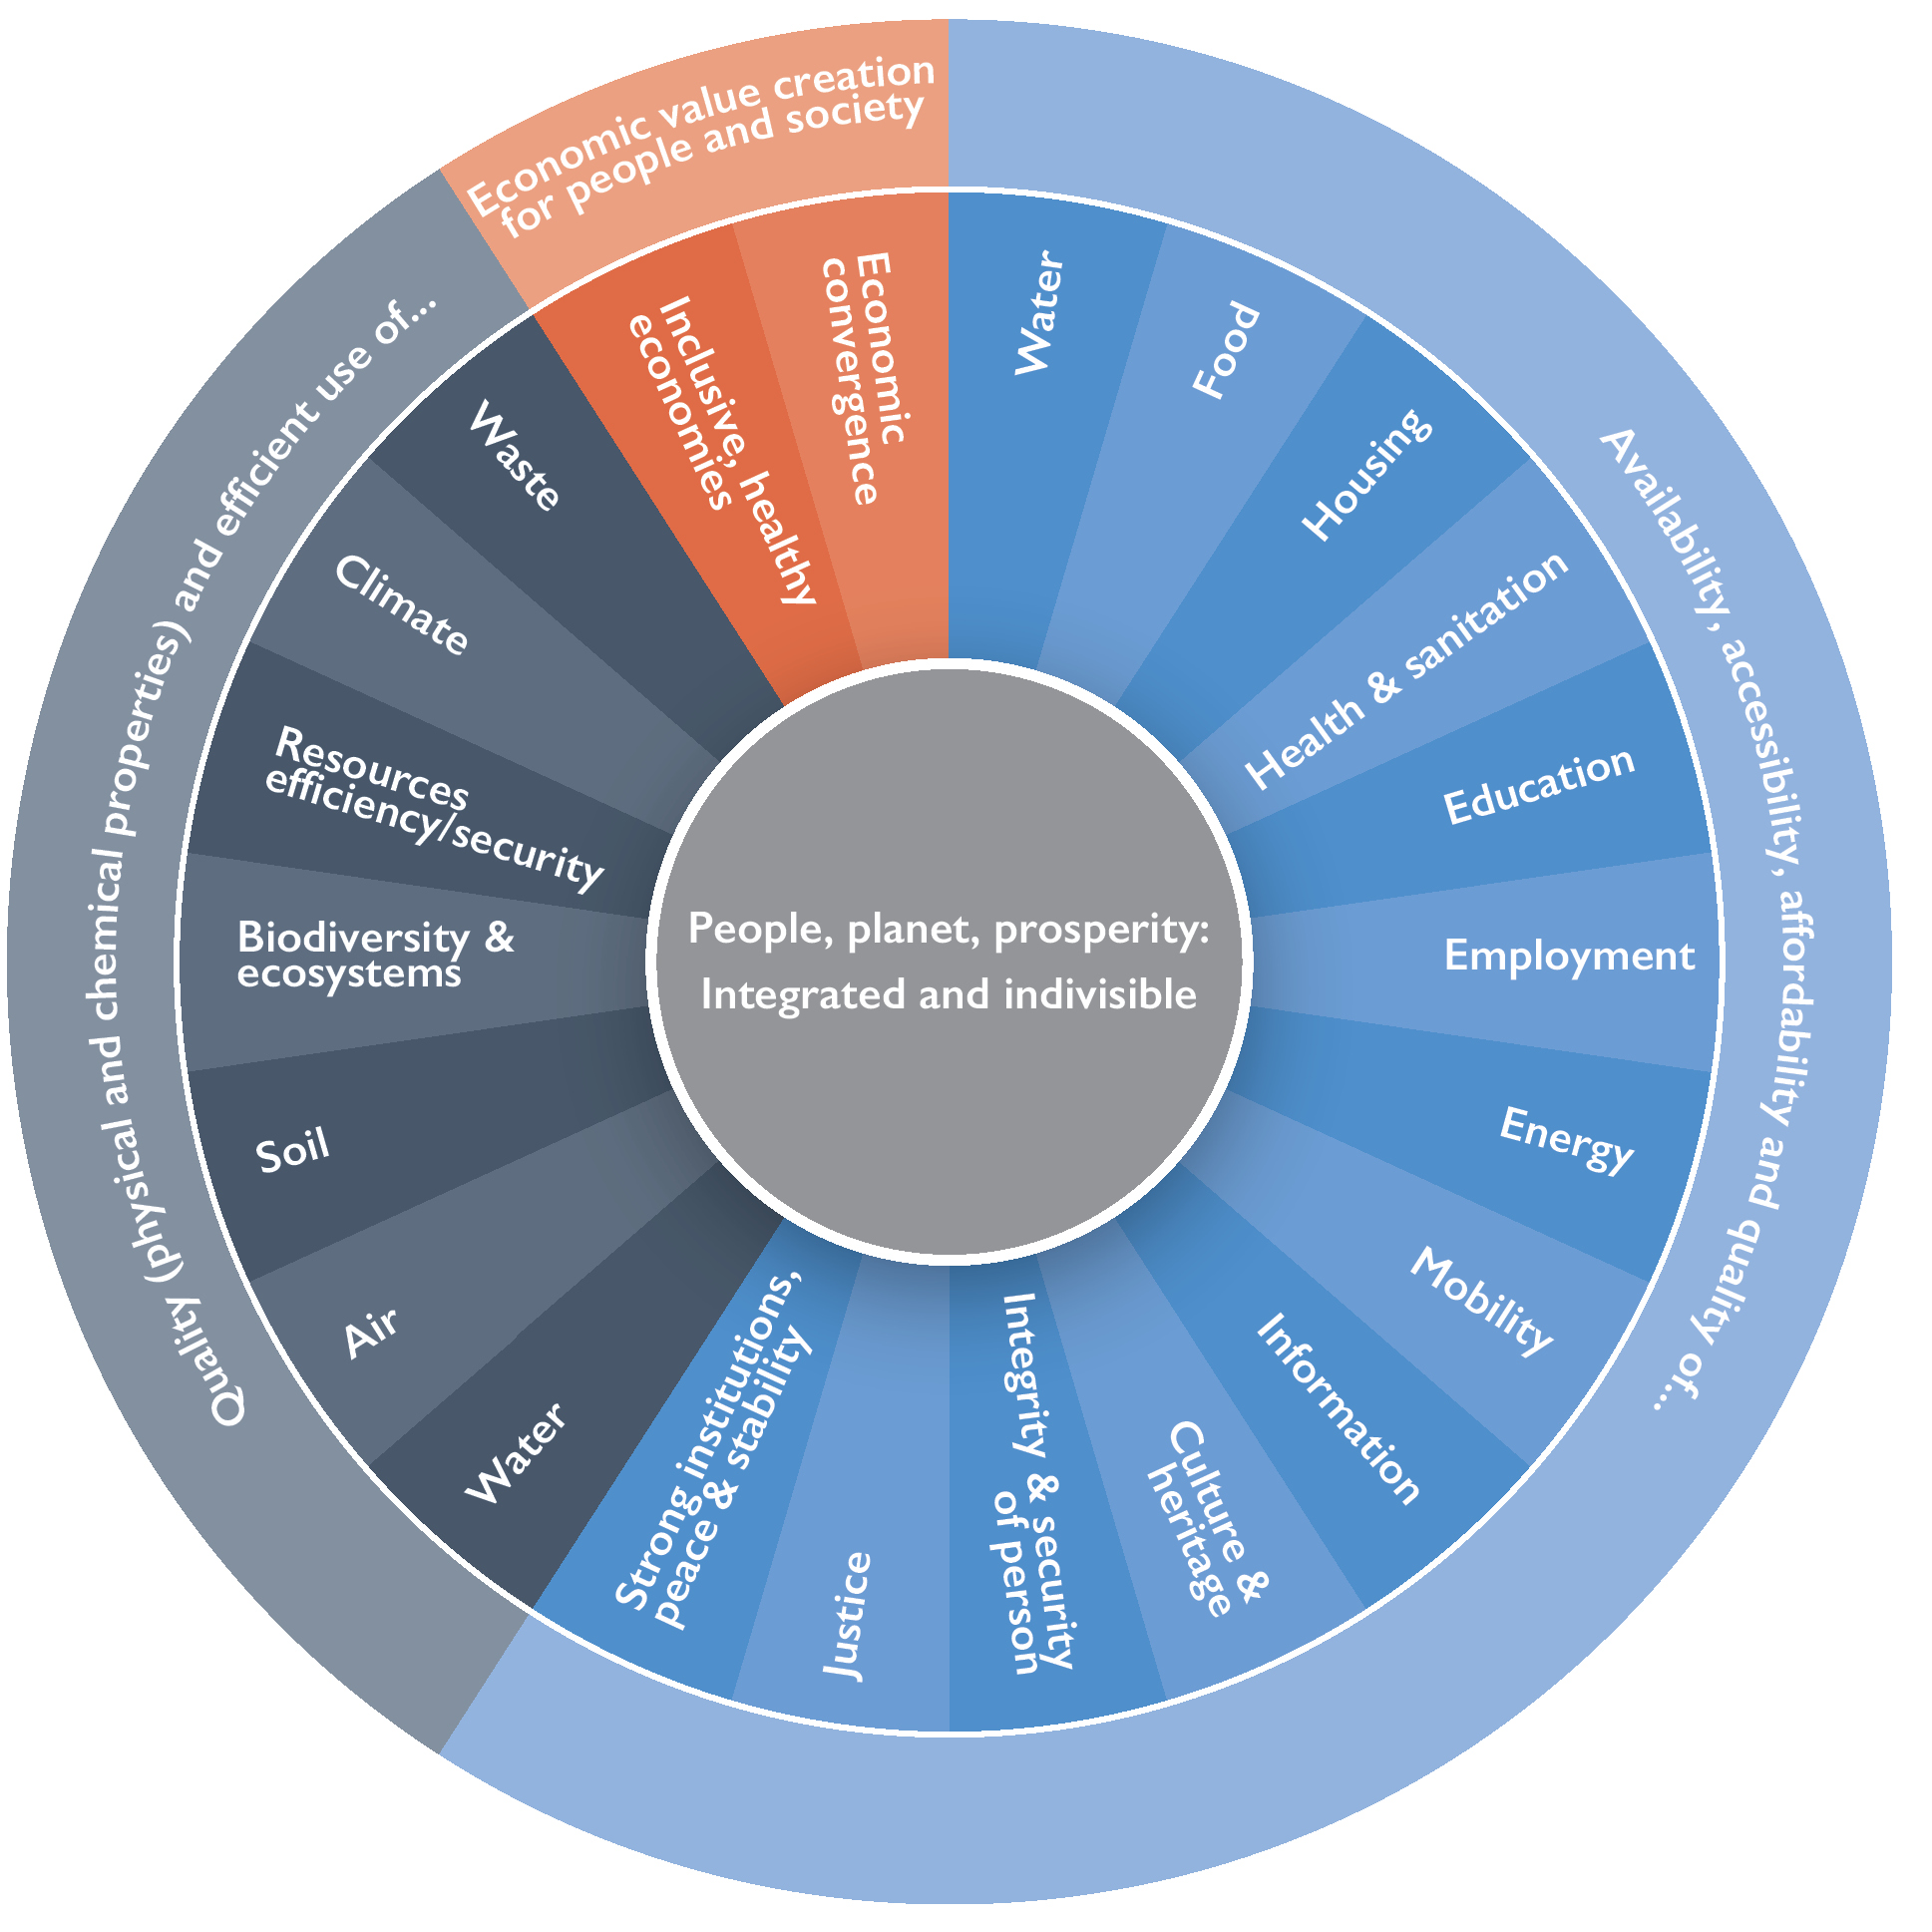 Economic value creation
for people and society
Availability, accessibility, affordability and quality of...
Quality (physical and chemical properties) and efficient use of...
Economic
convergence
Water
Food
Housing
Health & sanitation
Education
Employment
Energy
Mobility
Information
Culture &
heritage
Integrity & security
of person
Justice
Strong institutions,
peace & stability
Water
Air
Soil
Biodiversity &
ecosystems
Resources
efficiency/security
Climate
Waste
Inclusive, healthy
economies
People, planet, prosperity:
Integrated and indivisible